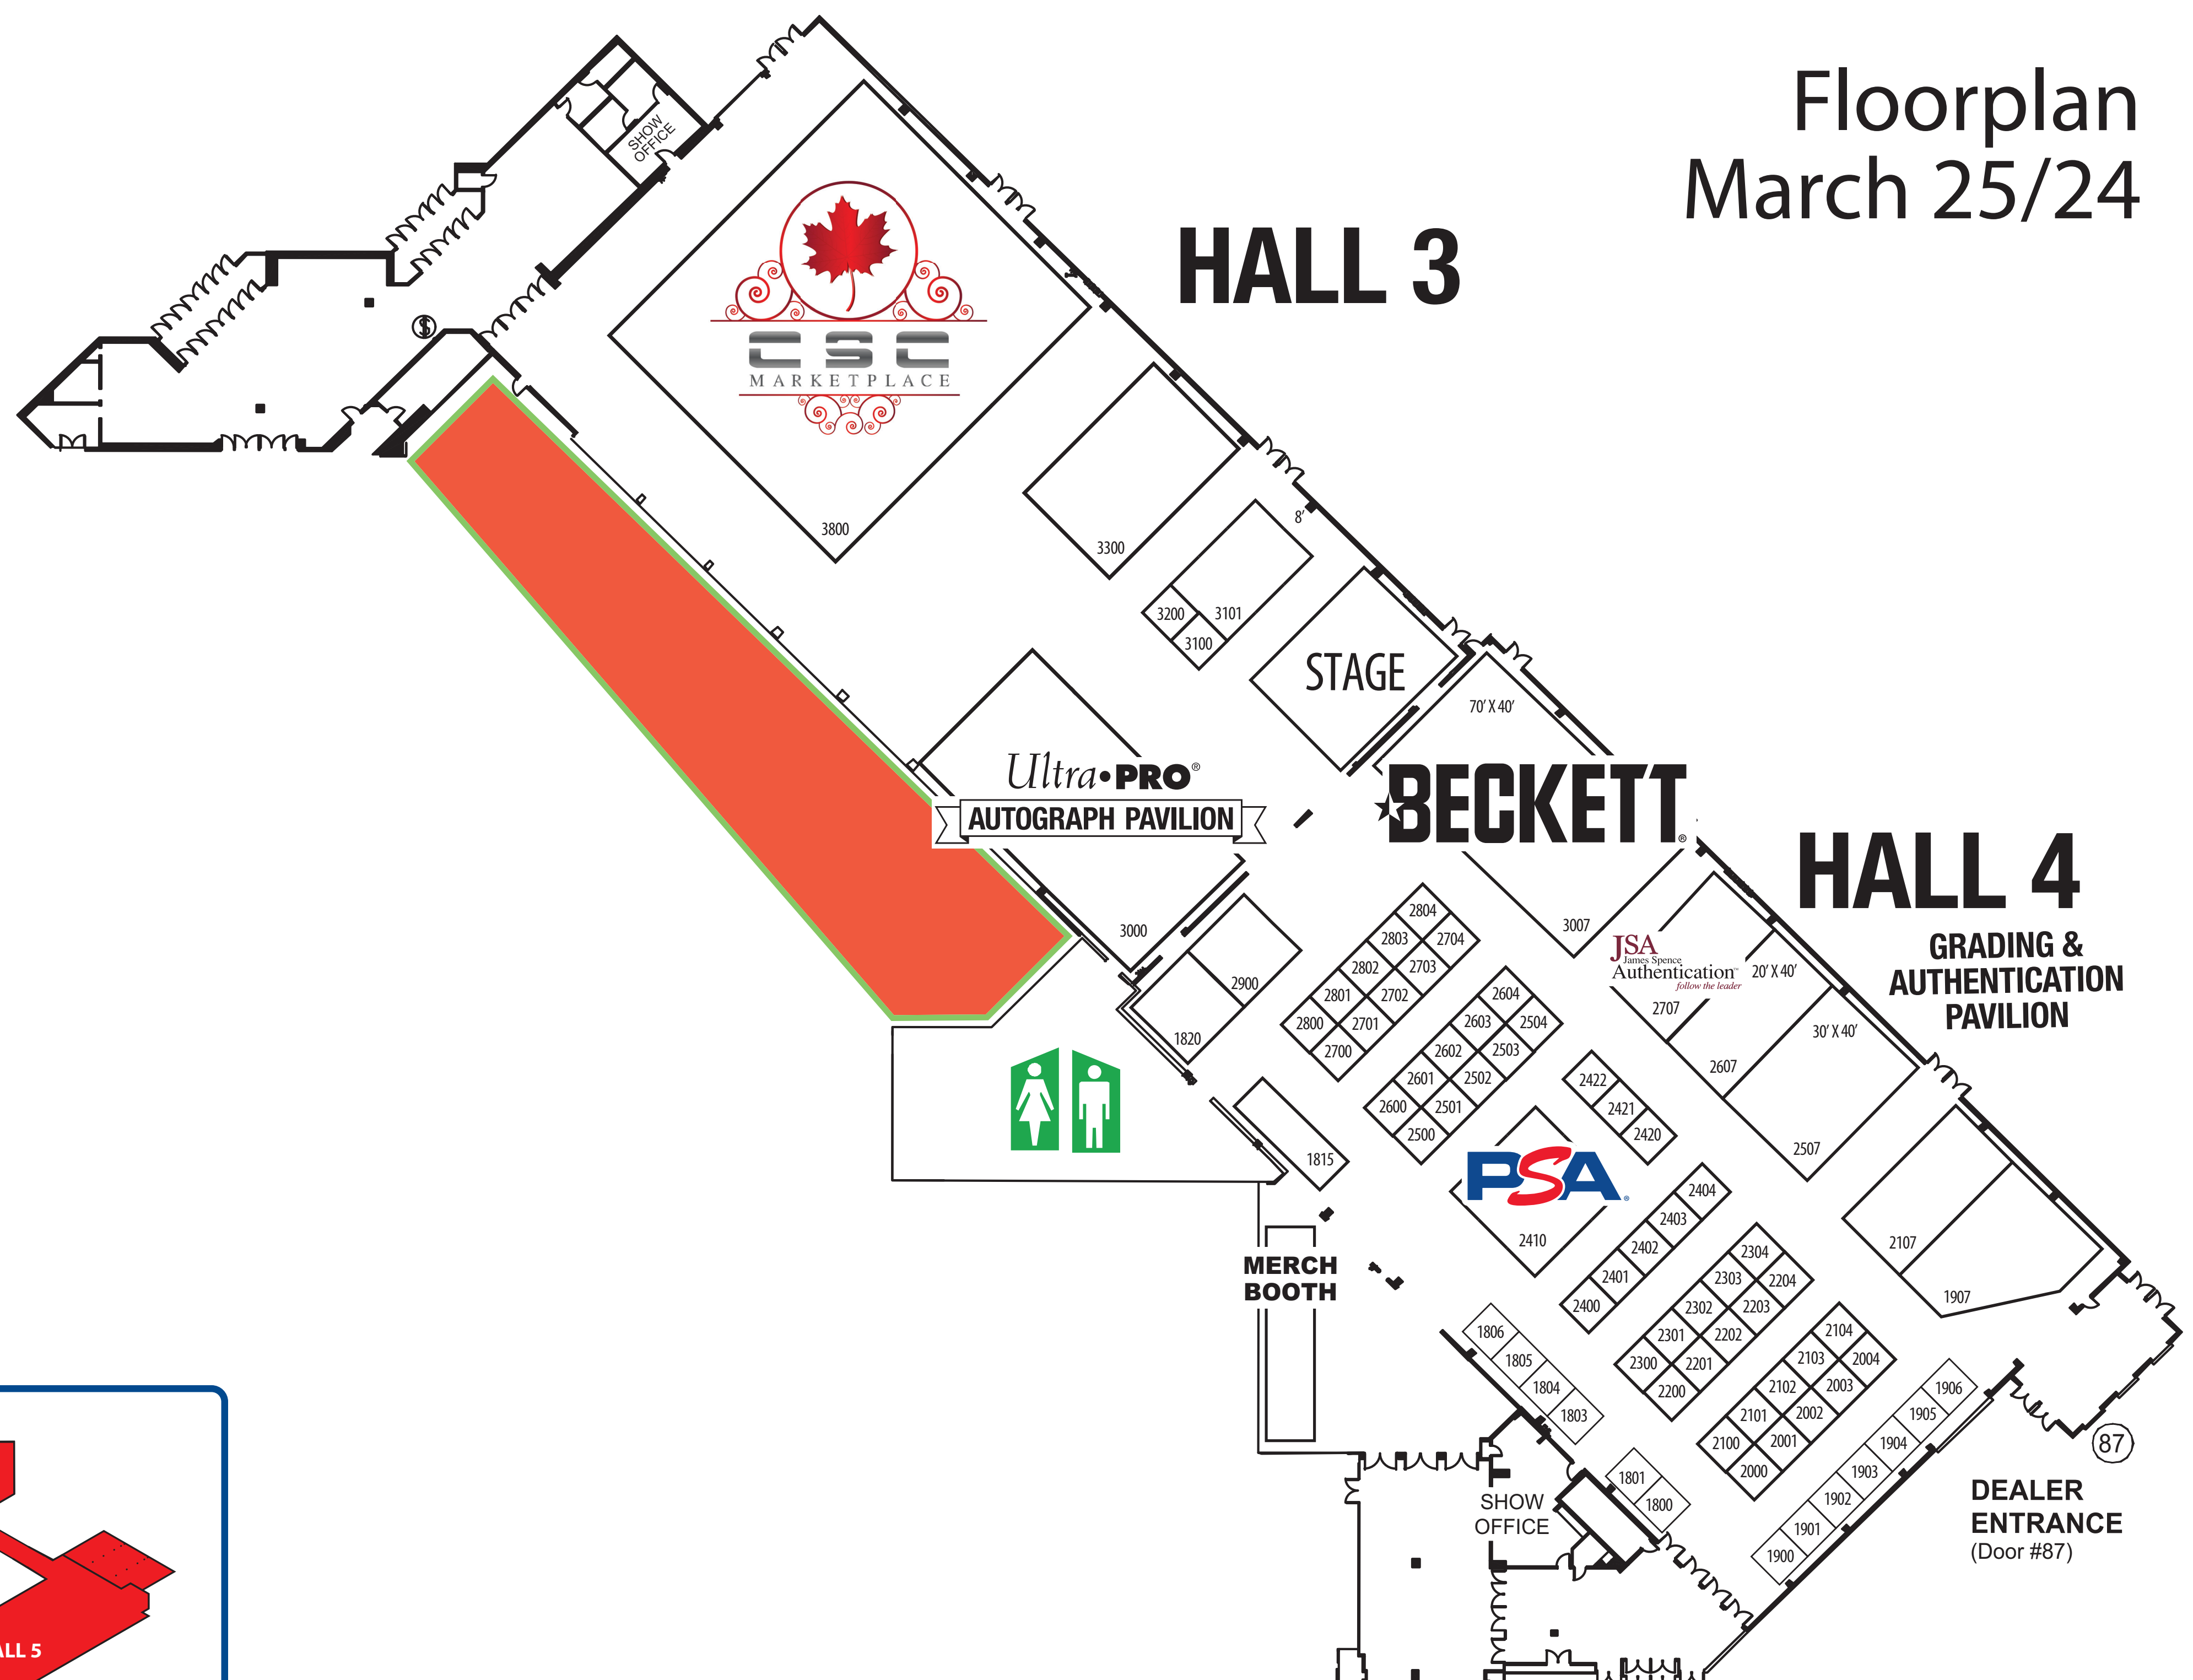 Floorplan
March 25/24
SHOW
OFFICE
HALL 3
CSC
MARKETPLACE
3800
3300
8'
3200
3101
3100
STAGE
70' X 40'
Ultra•PRO®
AUTOGRAPH PAVILION
BECKETT®
HALL 4
GRADING &
AUTHENTICATION
PAVILION
3000
3007
JSA
James Spence
Authentication™
follow the leader
20' X 40'
2707
30' X 40'
2607
2507
2900
1820
2804
2803
2704
2802
2703
2801
2702
2800
2701
2700
2604
2603
2504
2602
2503
2601
2502
2600
2501
2500
2422
2421
2420
1815
PSA®
2410
2404
2403
2402
2401
2400
2107
1907
MERCH
BOOTH
2304
2303
2204
2302
2203
2301
2202
2300
2201
2200
1806
1805
1804
1803
2104
2103
2004
2102
2003
2101
2002
2100
2001
2000
1906
1905
1904
1903
1902
1901
1900
1801
1800
87
DEALER
ENTRANCE
(Door #87)
SHOW
OFFICE
ALL 5